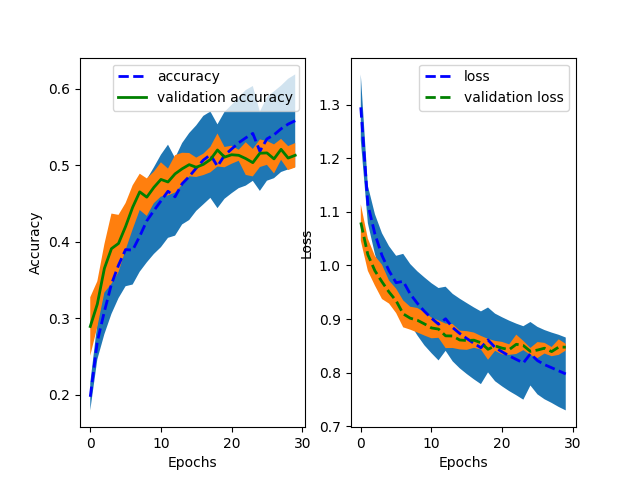 accuracy
validation accuracy
0.6
0.5
0.4
0.3
0.2
Accuracy
0
10
20
30
Epochs
loss
validation loss
1.3
1.2
1.1
1.0
0.9
0.8
0.7
Loss
0
10
20
30
Epochs